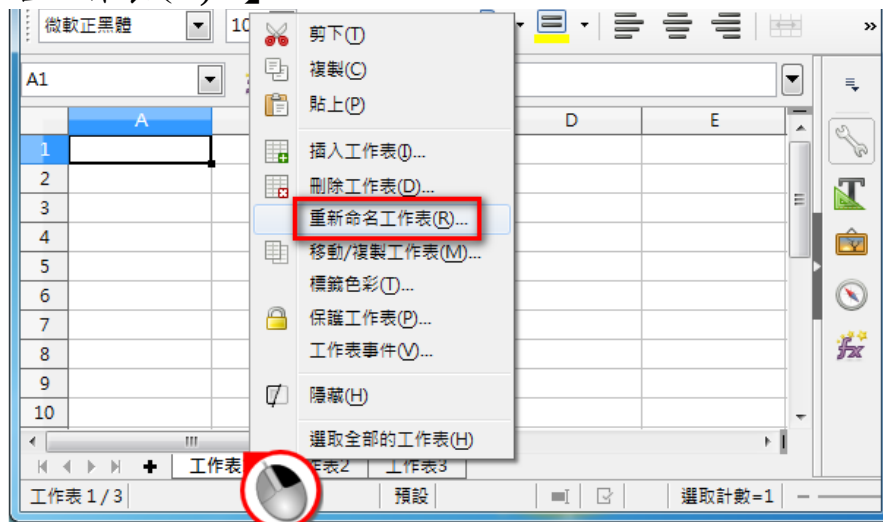 微軟正黑體
10
剪下(T)
複製(C)
貼上(P)
插入工作表(I)...
刪除工作表(D)...
重新命名工作表(R)...
移動/複製工作表(M)...
標籤色彩(T)...
保護工作表(P)...
工作表事件(V)...
隱藏(H)
選取全部的工作表(H)
A1
A D E
1
2
3
4
5
6
7
8
9
10
工作表 作表2 工作表3
工作表 1 / 3 預設 選取計數=1